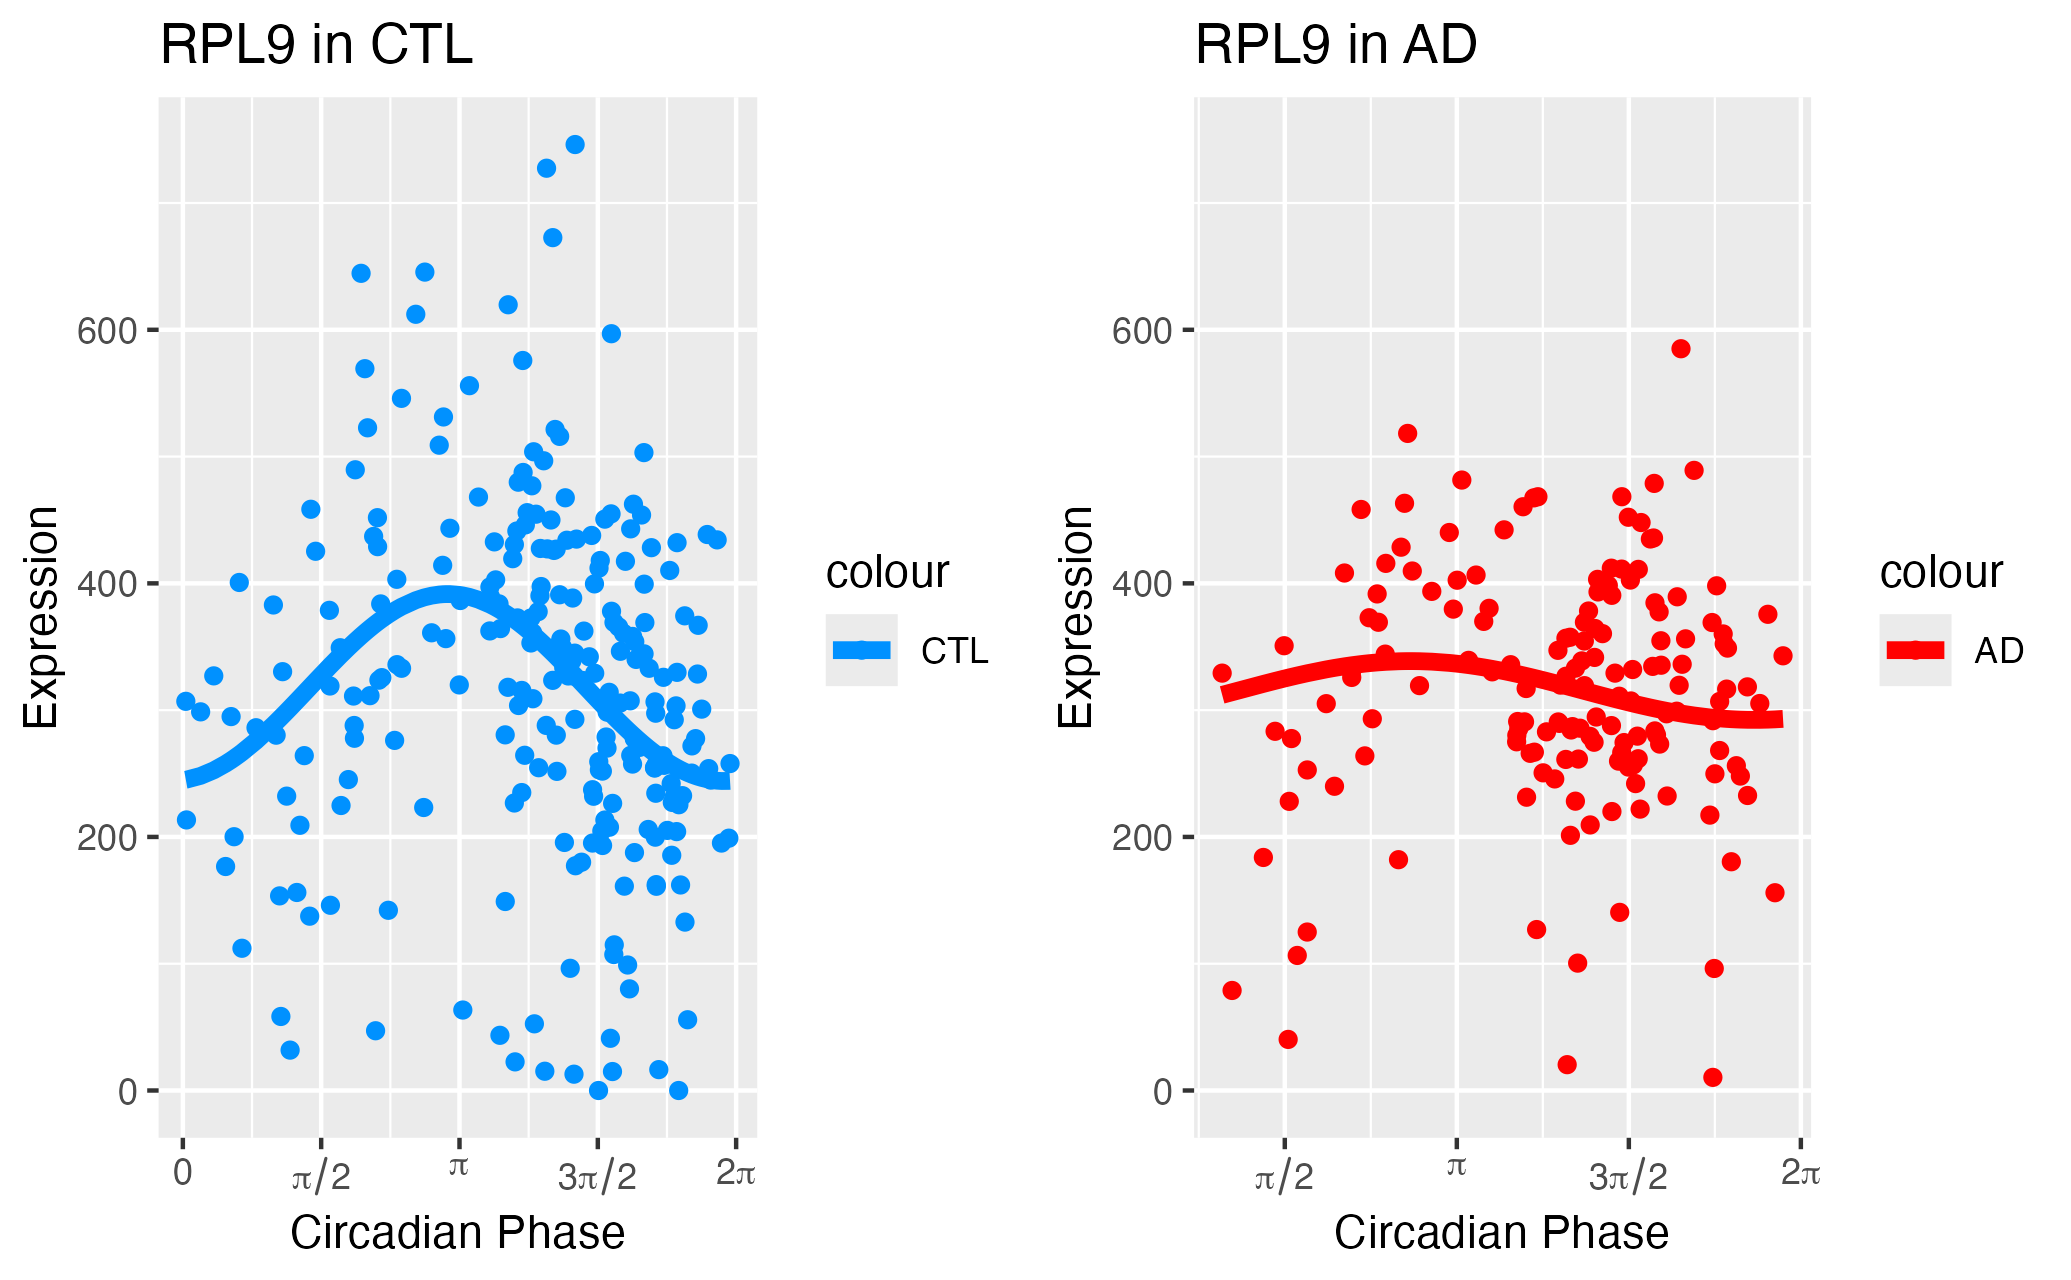 RPL9 in CTL
Expression
600
400
200
0
0 π/2 π 3π/2 2π
Circadian Phase
colour
CTL
RPL9 in AD
Expression
600
400
200
0
π/2 π 3π/2 2π
Circadian Phase
colour
AD